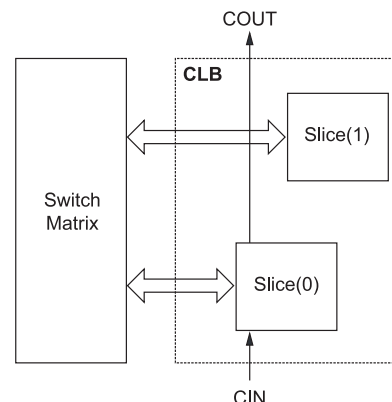 COUT
CLB
Slice(1)
Switch
Matrix
Slice(0)
CIN